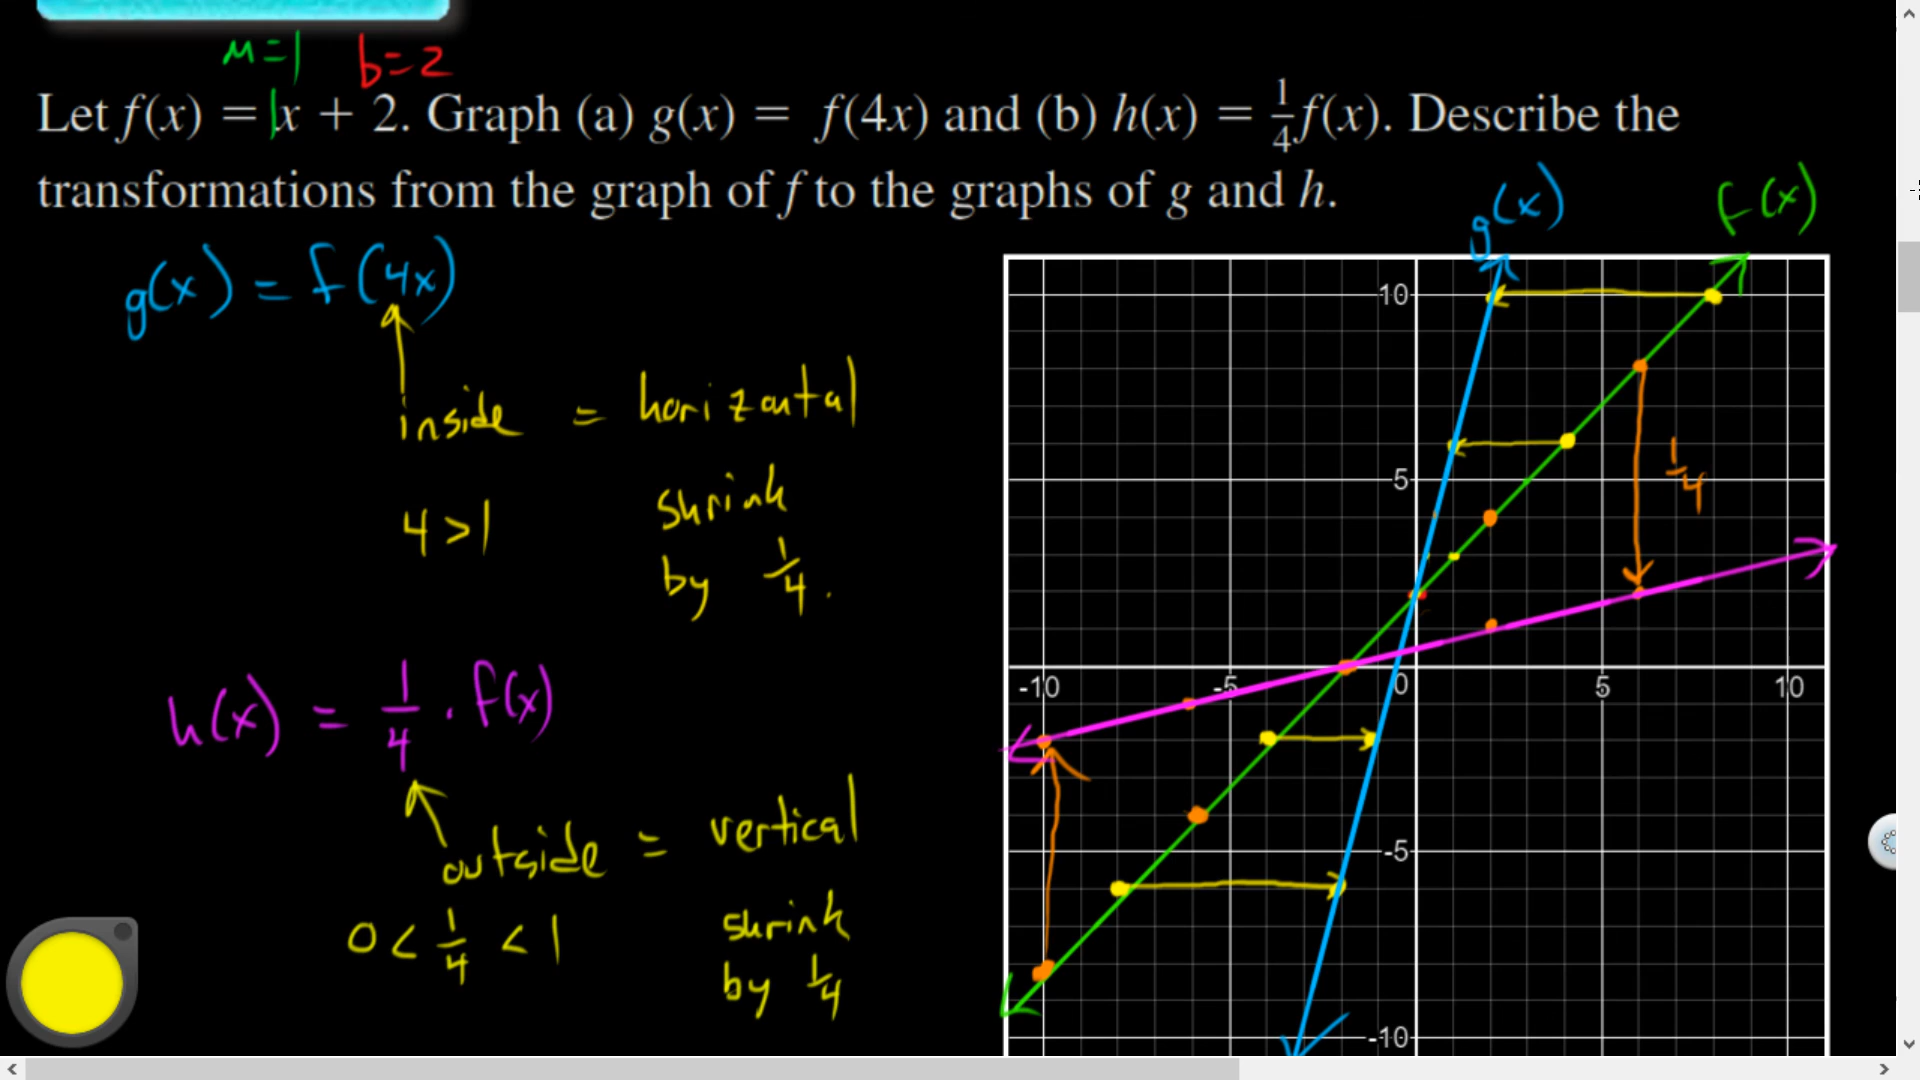 m=1 b=2
Let f(x) = 1x + 2. Graph (a) g(x) = f(4x) and (b) h(x) = 1/4 f(x). Describe the
transformations from the graph of f to the graphs of g and h.
g(x) = f(4x)
inside = horizontal
4>1
shrink
by 1/4.
h(x) = 1/4 · f(x)
outside = vertical
0 < 1/4 < 1
shrink
by 1/4
g(x)
f(x)
10
5
1/4
-10 -5 0 5 10
-5
-10